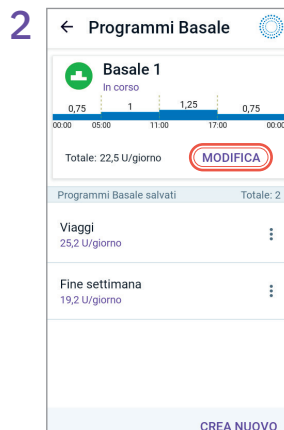 2
Programmi Basale
Basale 1
In corso
0,75 1 1,25 0,75
00:00 05:00 11:00 17:00 00:00
Totale: 22,5 U/giorno MODIFICA
Programmi Basale salvati Totale: 2
Viaggi
25,2 U/giorno
Fine settimana
19,2 U/giorno
CREA NUOVO